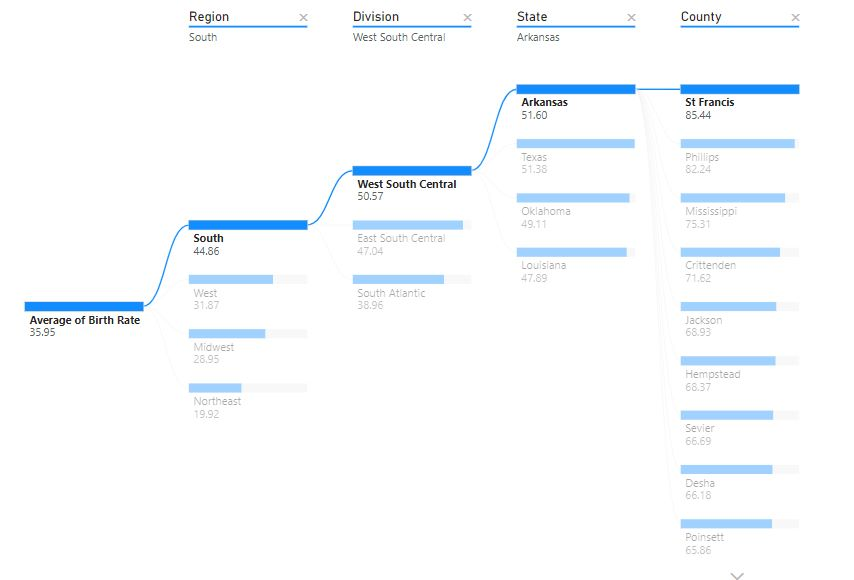 Region
South
Division
West South Central
State
Arkansas
County
Average of Birth Rate
35.95
South
44.86
West
31.87
Midwest
28.95
Northeast
19.92
West South Central
50.57
East South Central
47.04
South Atlantic
38.96
Arkansas
51.60
Texas
51.38
Oklahoma
49.11
Louisiana
47.89
St Francis
85.44
Phillips
82.24
Mississippi
75.31
Crittenden
71.62
Jackson
68.93
Hempstead
68.37
Sevier
66.69
Desha
66.18
Poinsett
65.86